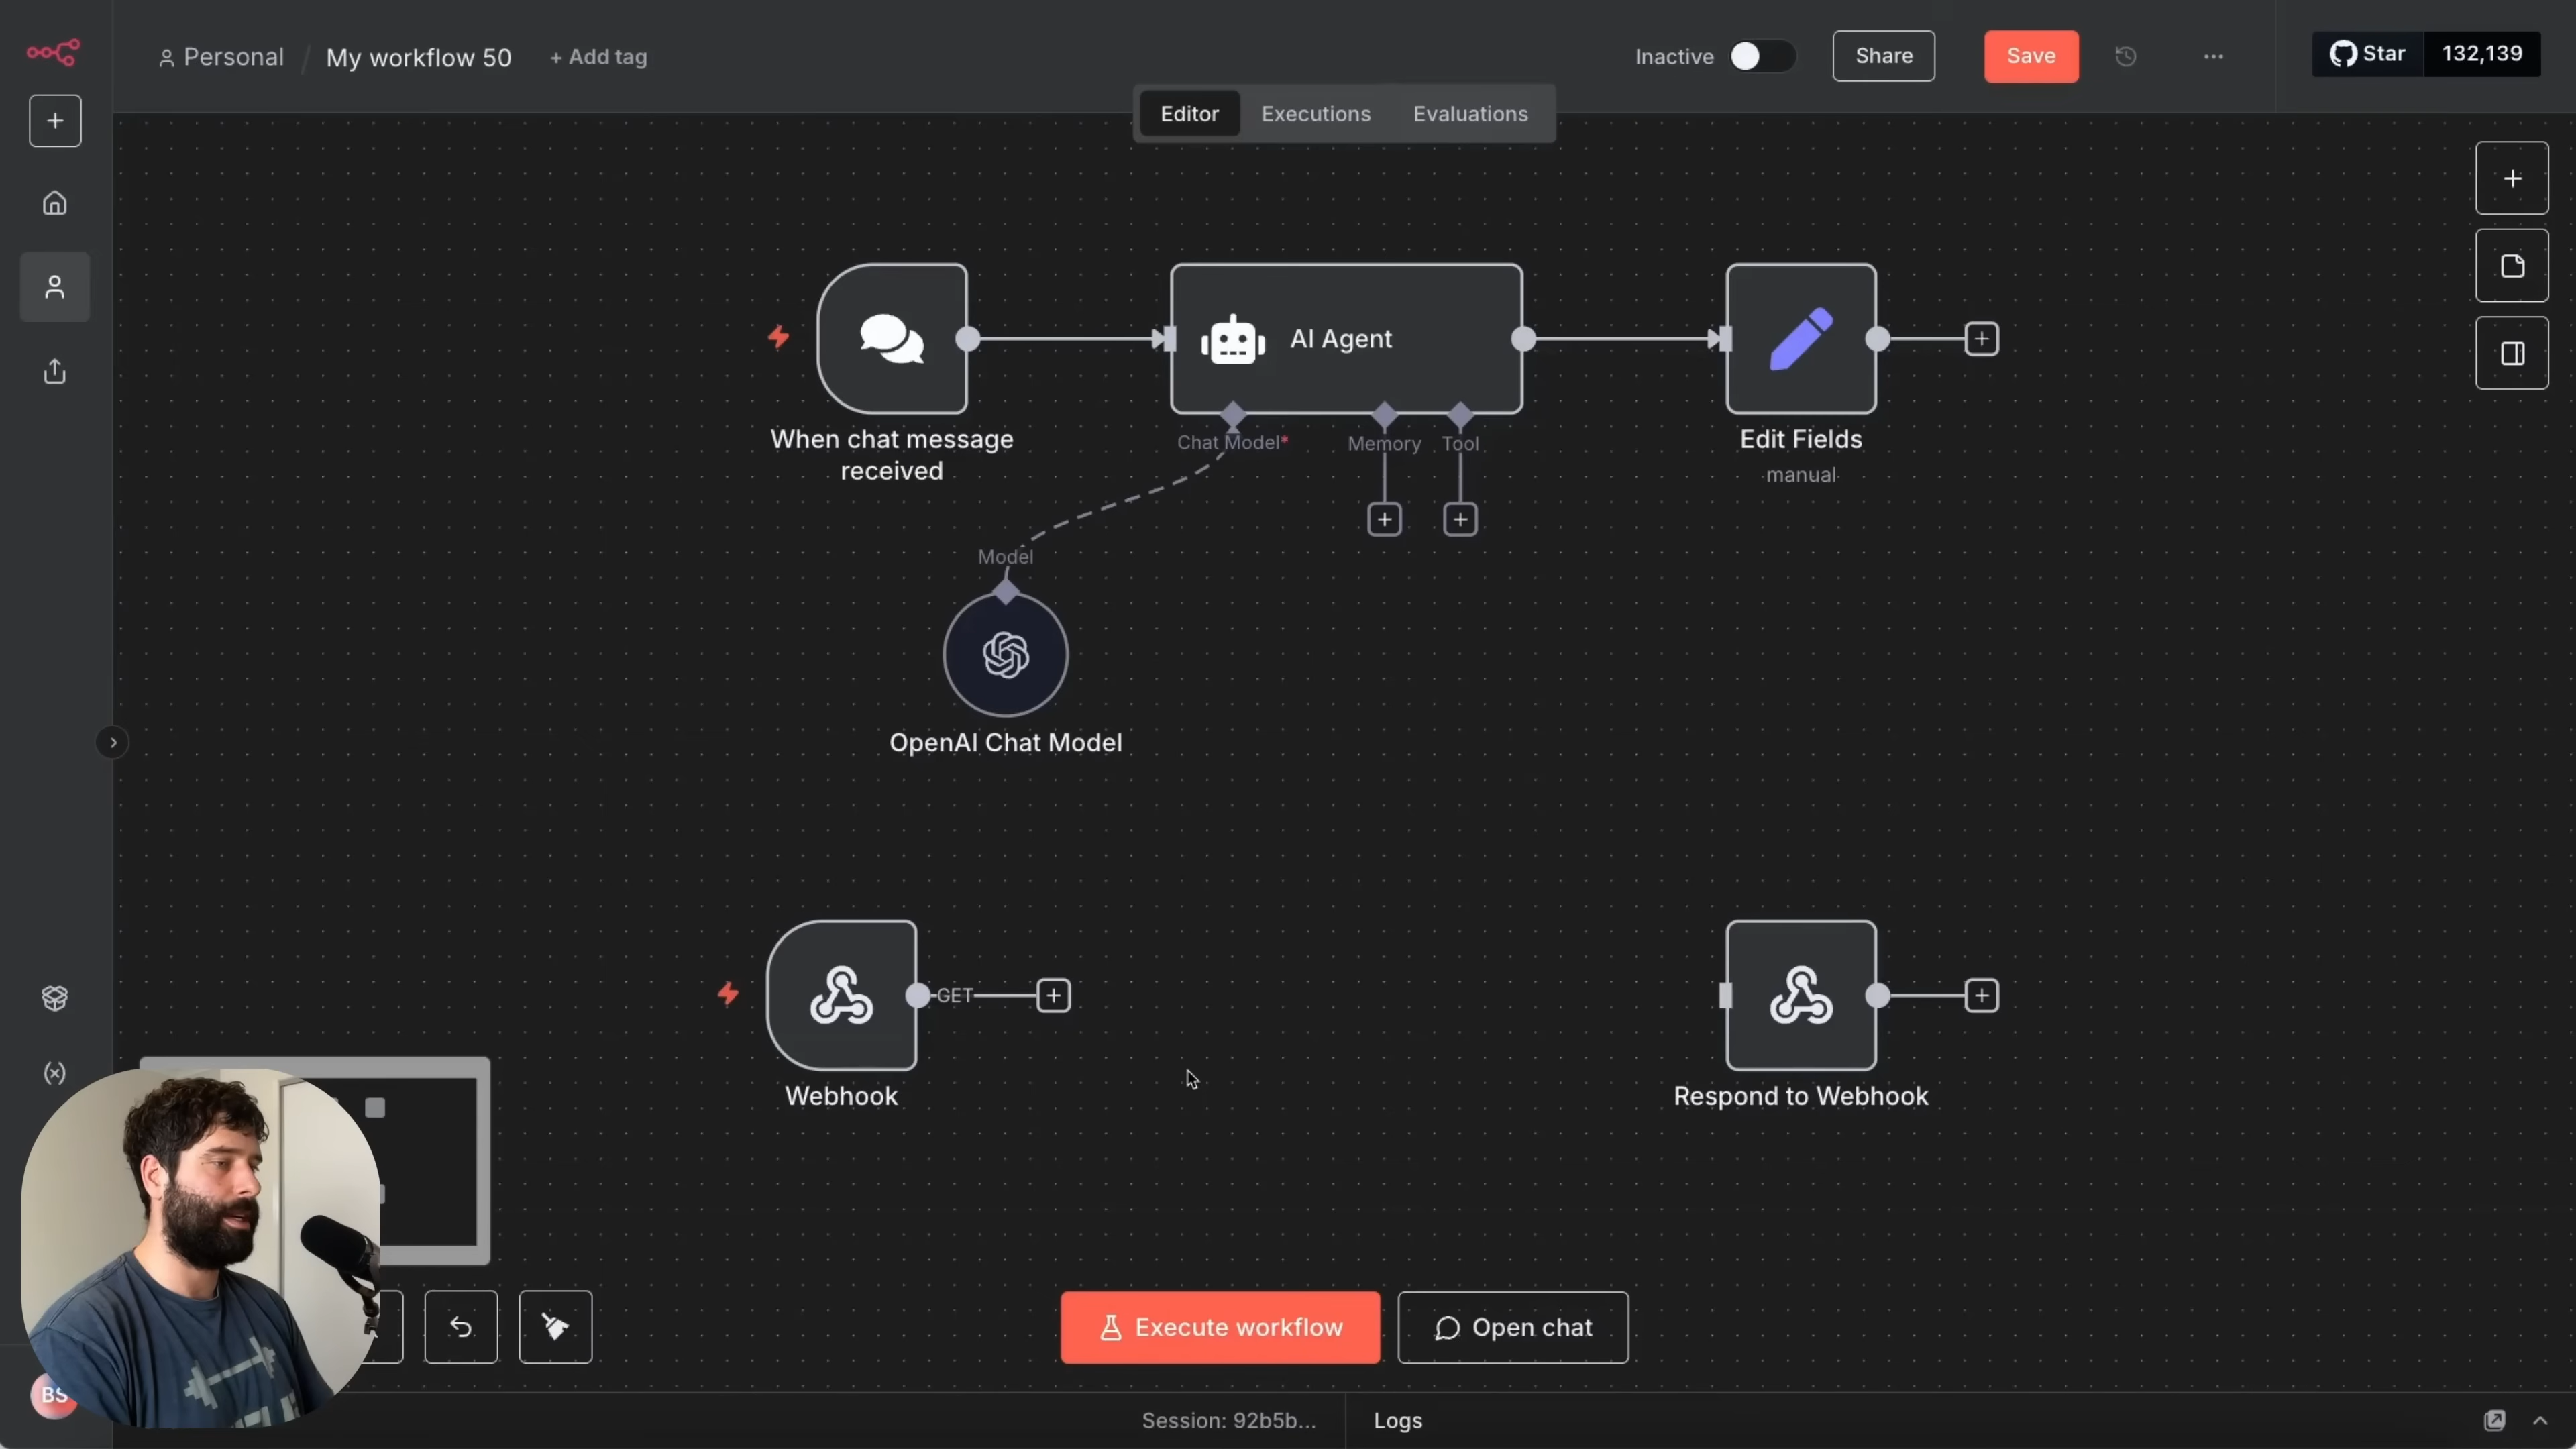 Personal / My workflow 50 + Add tag
Inactive Share Save Star 132,139
Editor Executions Evaluations
AI Agent
When chat message
received
Chat Model*
Memory
Tool
Edit Fields
manual
Model
OpenAI Chat Model
GET
Webhook
Respond to Webhook
Execute workflow
Open chat
BS
Session: 92b5b...
Logs